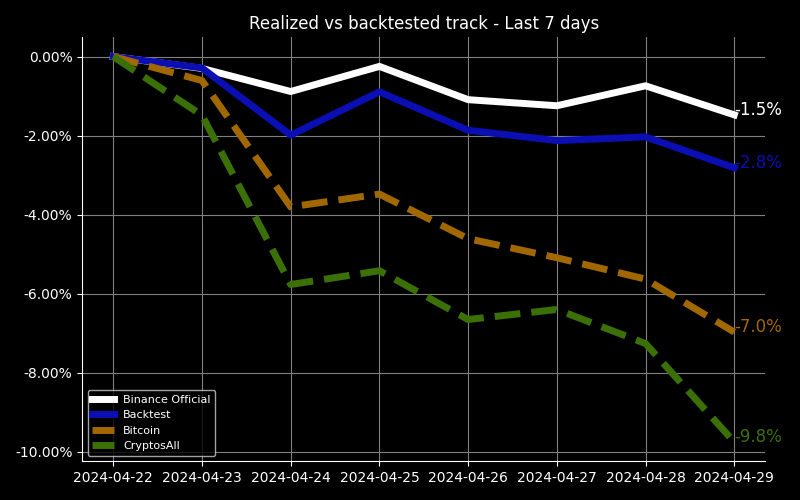 Realized vs backtested track - Last 7 days
0.00%
-2.00%
-4.00%
-6.00%
-8.00%
-10.00%
-1.5%
-2.8%
-7.0%
-9.8%
Binance Official
Backtest
Bitcoin
CryptosAll
2024-04-22 2024-04-23 2024-04-24 2024-04-25 2024-04-26 2024-04-27 2024-04-28 2024-04-29